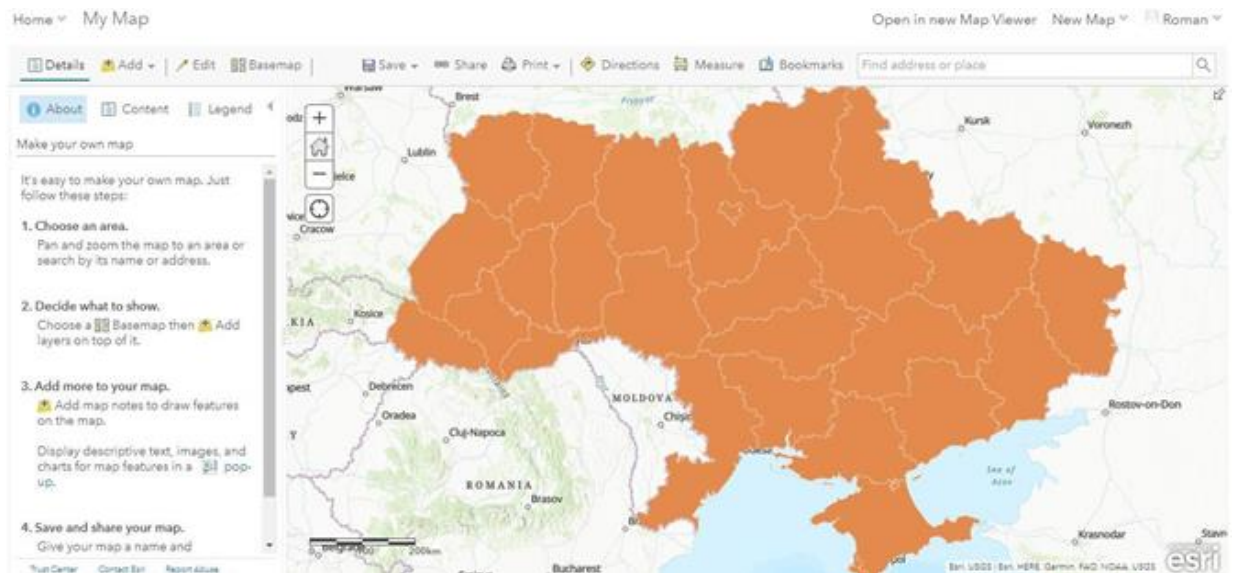 Home My Map
Open in new Map Viewer New Map Roman
Details Add Edit Basemap
Save Share Print Directions Measure Bookmarks Find address or place
About Content Legend
Make your own map
It's easy to make your own map. Just
follow these steps:
1. Choose an area.
Pan and zoom the map to an area or
search by its name or address.
2. Decide what to show.
Choose a Basemap then Add
layers on top of it.
3. Add more to your map.
Add map notes to draw features
on the map.
Display descriptive text, images, and
charts for map features in a pop-
up.
4. Save and share your map.
Give your map a name and
Trust Center Contact Esri Report Abuse
Brest
Kursk
Voronezh
Lublin
Cracow
Kosice
KIA
Debrecen
MOLDOVA
Rostov-on-Don
Oradea
Cluj-Napoca
Sea of
Azov
ROMANIA
Brasov
Krasnodar
200km
Bucharest
Esri, USGS | Esri, HERE, Garmin, FAO, NOAA, USGS
esri